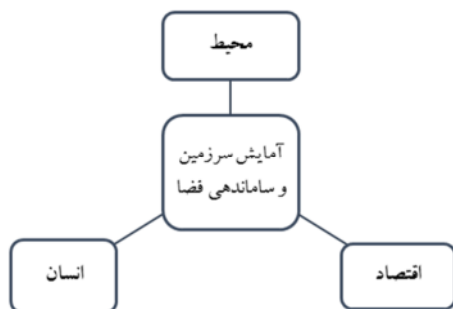 محیط
آمایش سرزمین
و ساماندهی فضا
اقتصاد
انسان